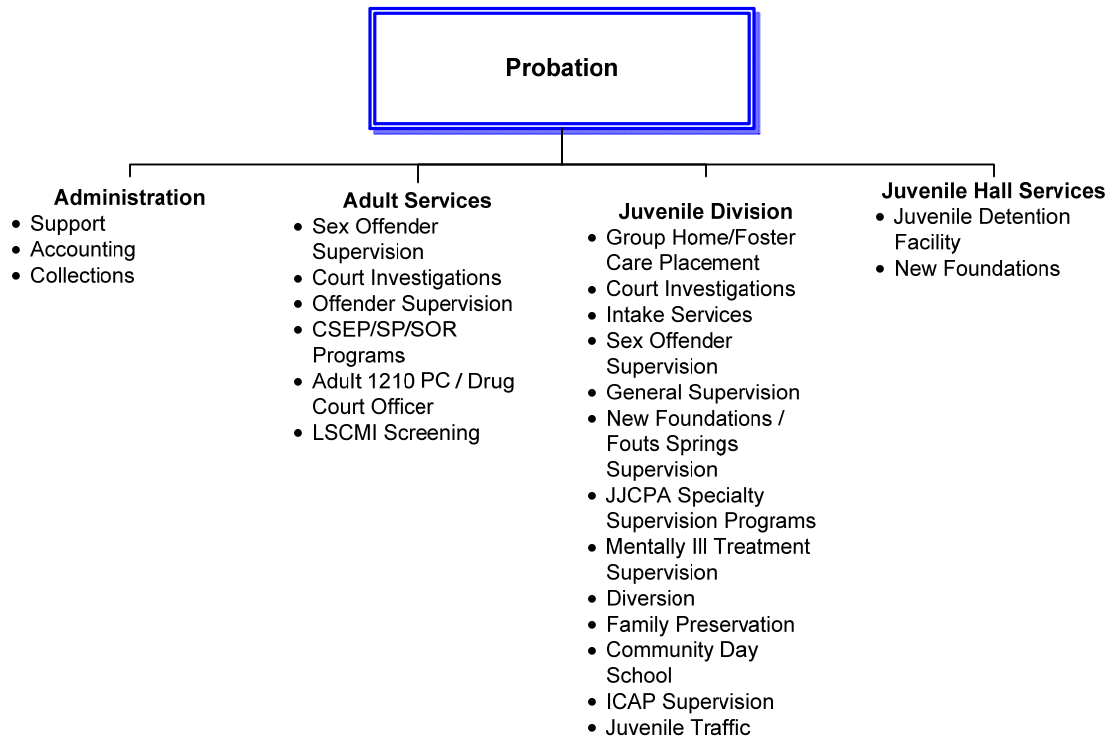 Probation
Administration
• Support
• Accounting
• Collections
Adult Services
• Sex Offender
Supervision
• Court Investigations
• Offender Supervision
• CSEP/SP/SOR
Programs
• Adult 1210 PC / Drug
Court Officer
• LSCMI Screening
Juvenile Division
• Group Home/Foster
Care Placement
• Court Investigations
• Intake Services
• Sex Offender
Supervision
• General Supervision
• New Foundations /
Fouts Springs
Supervision
• JJCPA Specialty
Supervision Programs
• Mentally Ill Treatment
Supervision
• Diversion
• Family Preservation
• Community Day
School
• ICAP Supervision
• Juvenile Traffic
Juvenile Hall Services
• Juvenile Detention
Facility
• New Foundations